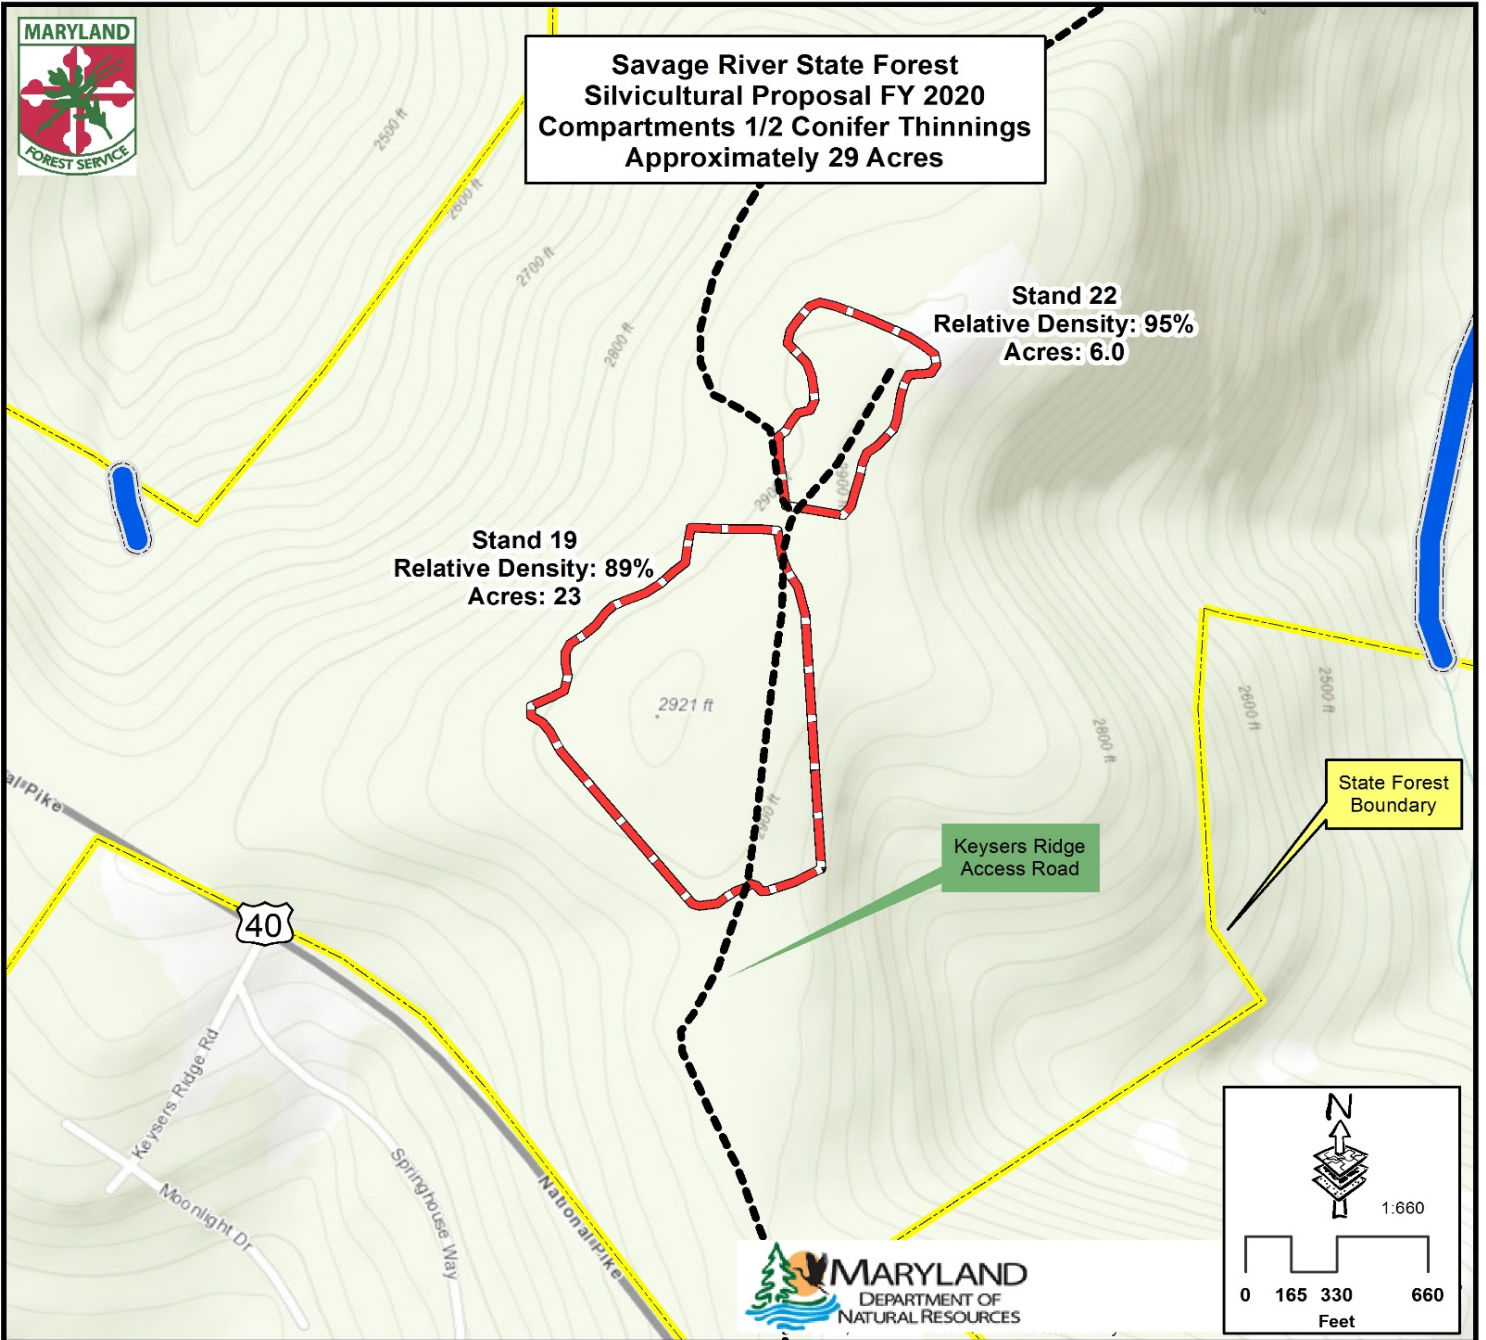 MARYLAND
FOREST SERVICE
Savage River State Forest
Silvicultural Proposal FY 2020
Compartments 1/2 Conifer Thinnings
Approximately 29 Acres
2500 ft
2600 ft
2700 ft
2800 ft
Stand 22
Relative Density: 95%
Acres: 6.0
Stand 19
Relative Density: 89%
Acres: 23
2921 ft
2900 ft
2800 ft
2600 ft
2500 ft
State Forest
Boundary
Keysers Ridge
Access Road
40
Keysers Ridge Rd
Moonlight Dr
Springhouse Way
National Pike
MARYLAND
DEPARTMENT OF
NATURAL RESOURCES
N
1:660
0 165 330 660
Feet